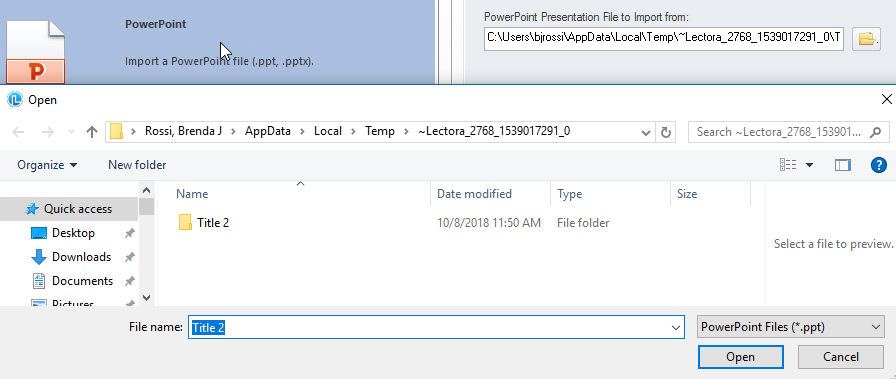 PowerPoint
Import a PowerPoint file (.ppt, .pptx).
P
PowerPoint Presentation File to Import from:
C:\Users\bjrossi\AppData\Local\Temp\~Lectora_2768_1539017291_0\T
Open
Rossi, Brenda J > AppData > Local > Temp > ~Lectora_2768_1539017291_0
Search ~Lectora_2768_153901...
Organize
New folder
?
Name
Date modified
Type
Size
Quick access
Desktop
Downloads
Documents
Pictures
Title 2
10/8/2018 11:50 AM
File folder
Select a file to preview.
File name:
Title 2
PowerPoint Files (*.ppt)
Open
Cancel